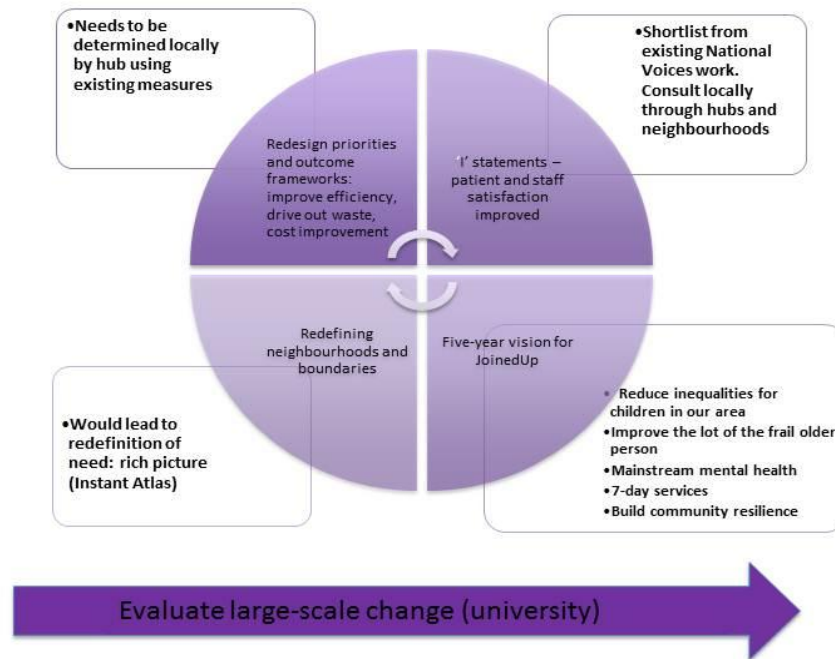 •Needs to be
determined locally
by hub using
existing measures
•Shortlist from
existing National
Voices work.
Consult locally
through hubs and
neighbourhoods
Redesign priorities
and outcome
frameworks:
improve efficiency,
drive out waste,
cost improvement
'I' statements –
patient and staff
satisfaction
improved
Redefining
neighbourhoods and
boundaries
Five-year vision for
JoinedUp
•Would lead to
redefinition of
need: rich picture
(Instant Atlas)
• Reduce inequalities for
children in our area
•Improve the lot of the frail older
person
•Mainstream mental health
•7-day services
•Build community resilience
Evaluate large-scale change (university)